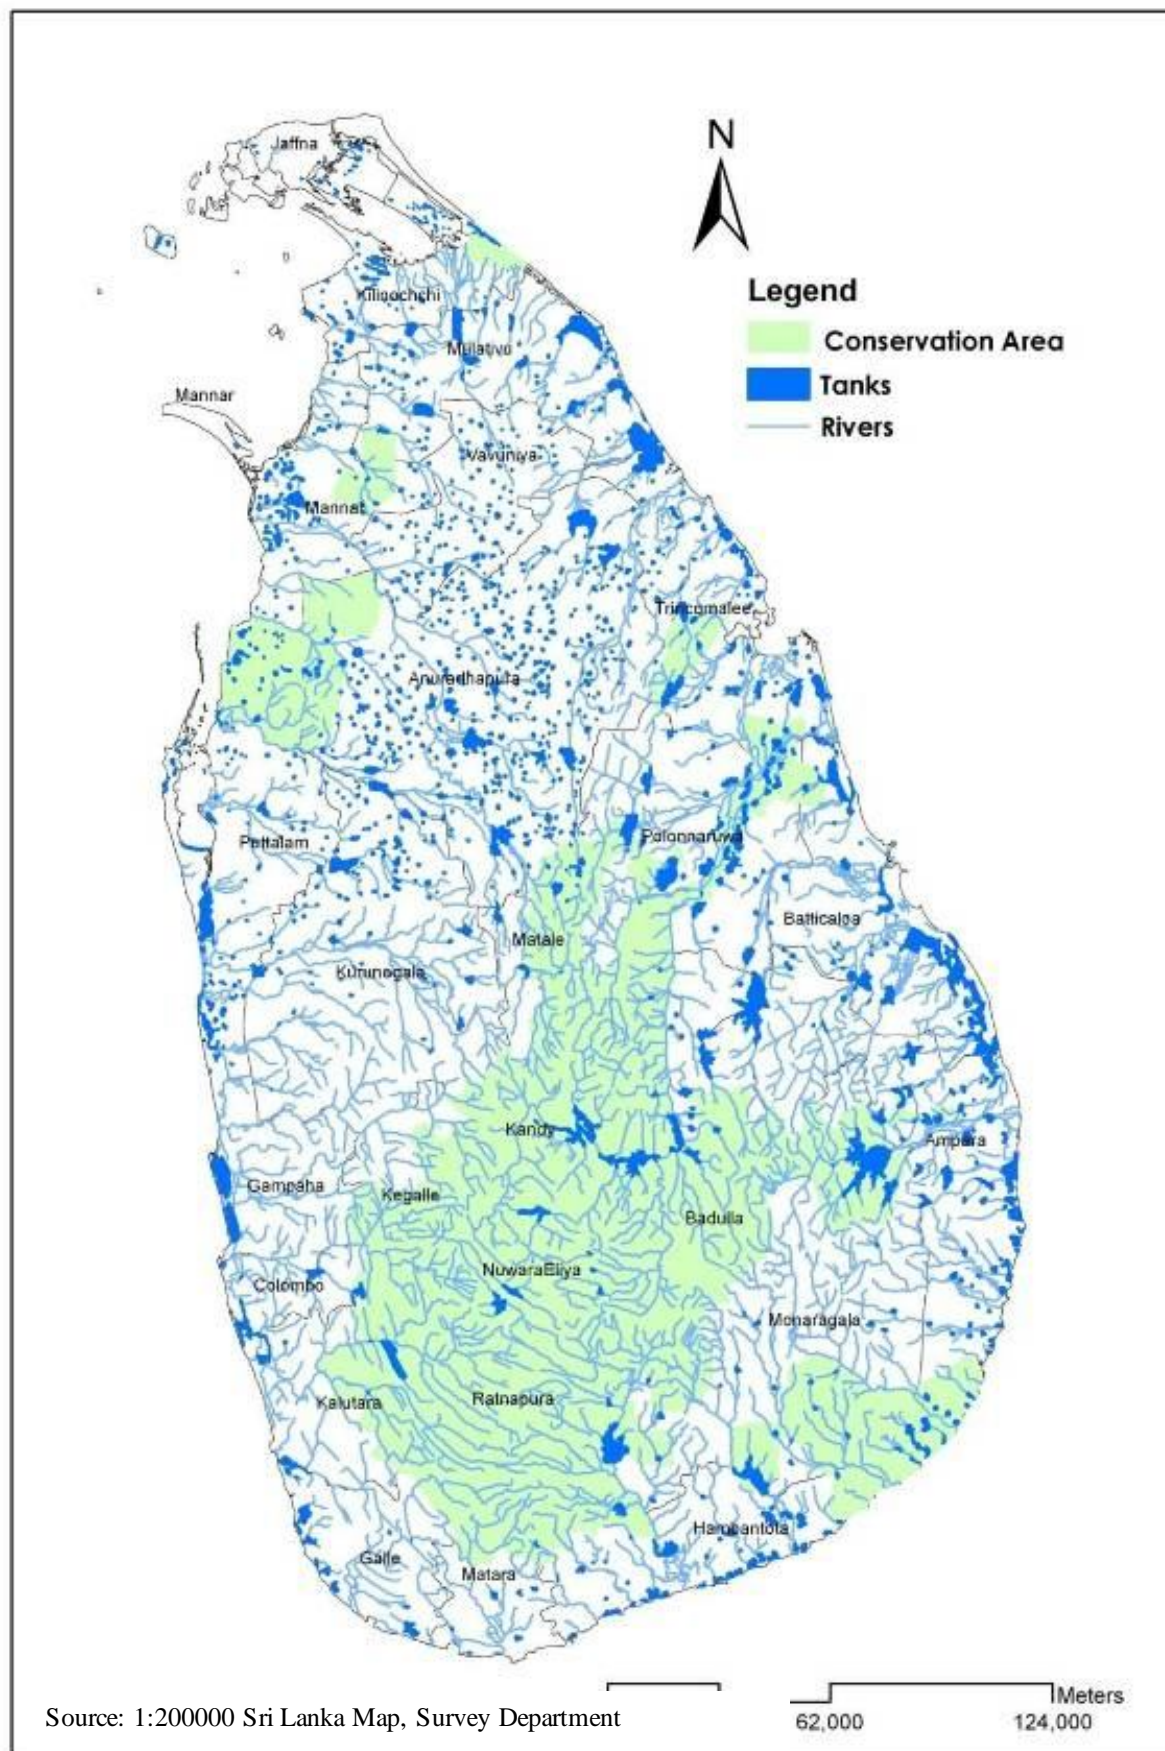 N
Jaffna
Legend
Kilinochchi
Conservation Area
Mulativu
Tanks
Mannar
Rivers
Vavuniya
Mannar
Trincomalee
Anuradhapura
Puttalam
Polonnaruwa
Batticaloa
Matale
Kurunegala
Kandy
Ampara
Gampaha
Kegalle
Badulla
NuwaraEliya
Colombo
Monaragala
Kalutara
Ratnapura
Hambantota
Galle
Matara
Meters
Source: 1:200000 Sri Lanka Map, Survey Department
62,000 124,000